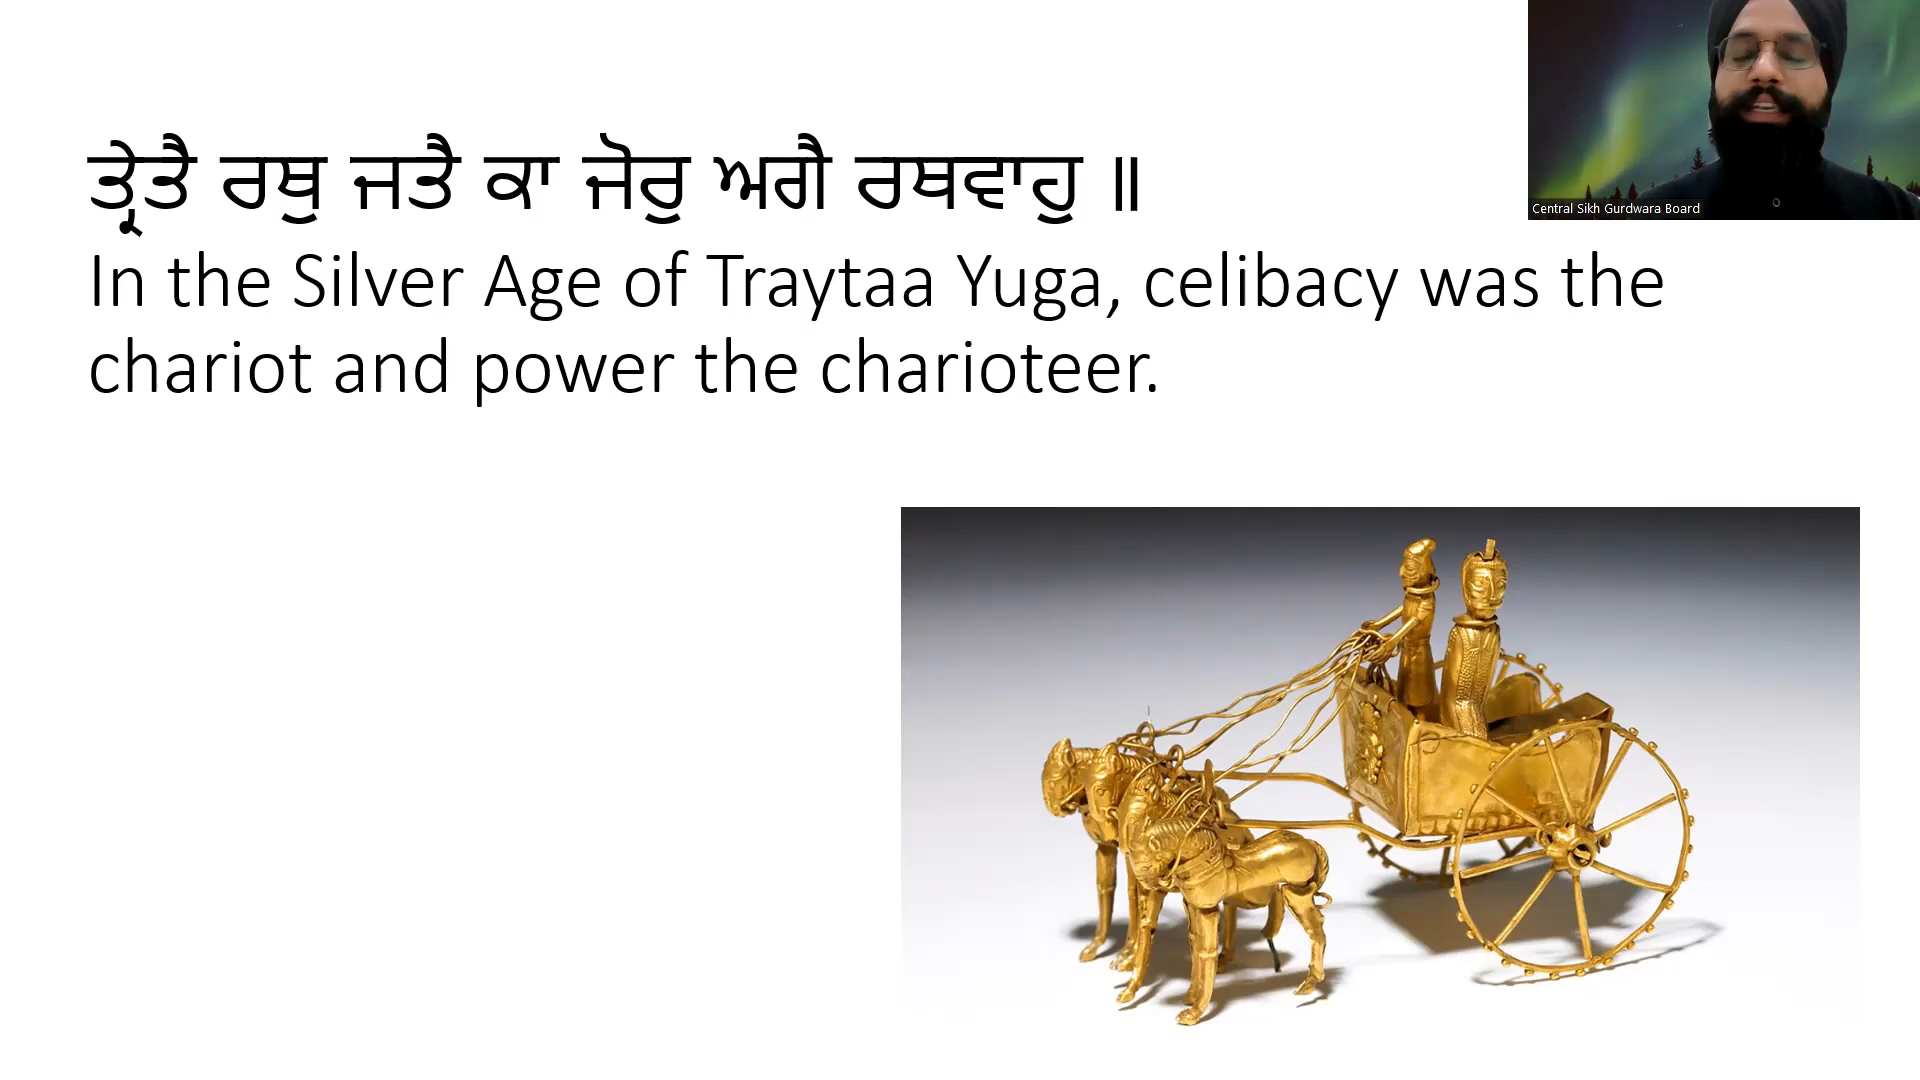 ਤ੍ਰੇਤੈ ਰਥੁ ਜਤੈ ਕਾ ਜੋਰੁ ਅਗੈ ਰਥਵਾਹੁ ॥
In the Silver Age of Traytaa Yuga, celibacy was the
chariot and power the charioteer.
Central Sikh Gurdwara Board